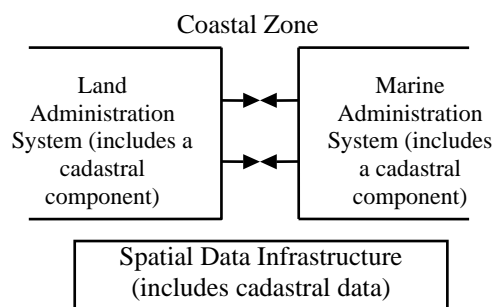 Coastal Zone
Land
Administration
System (includes a
cadastral
component)
Marine
Administration
System (includes
a cadastral
component)
Spatial Data Infrastructure
(includes cadastral data)